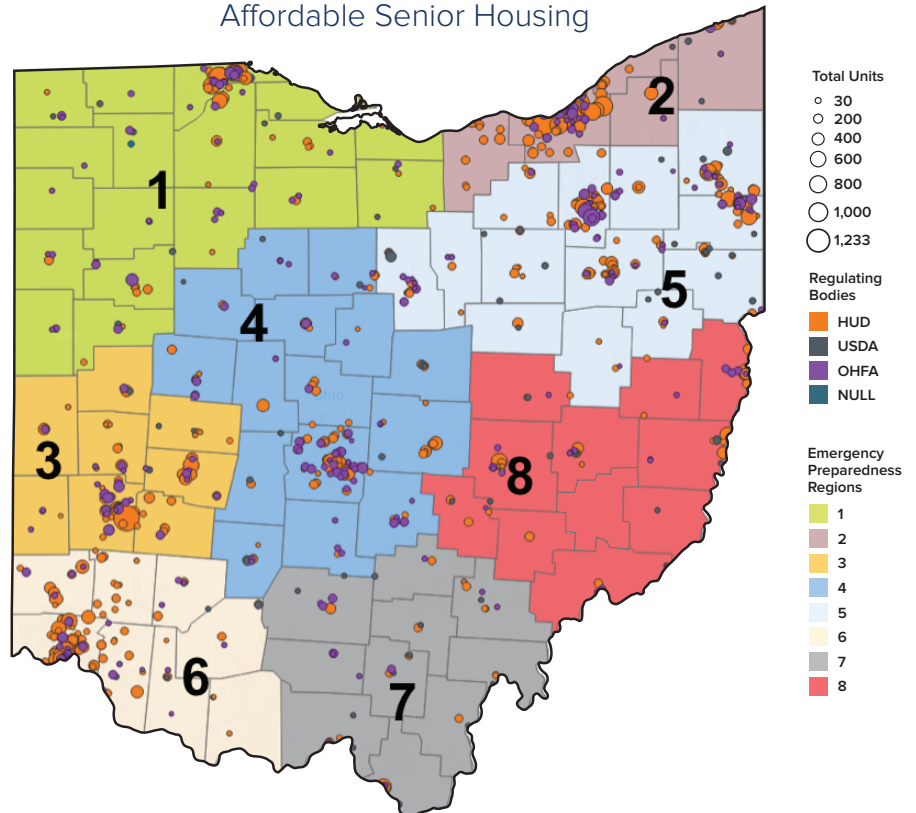 Affordable Senior Housing
1
2
3
4
5
6
7
8
Total Units
30
200
400
600
800
1,000
1,233
Regulating
Bodies
HUD
USDA
OHFA
NULL
Emergency
Preparedness
Regions
1
2
3
4
5
6
7
8